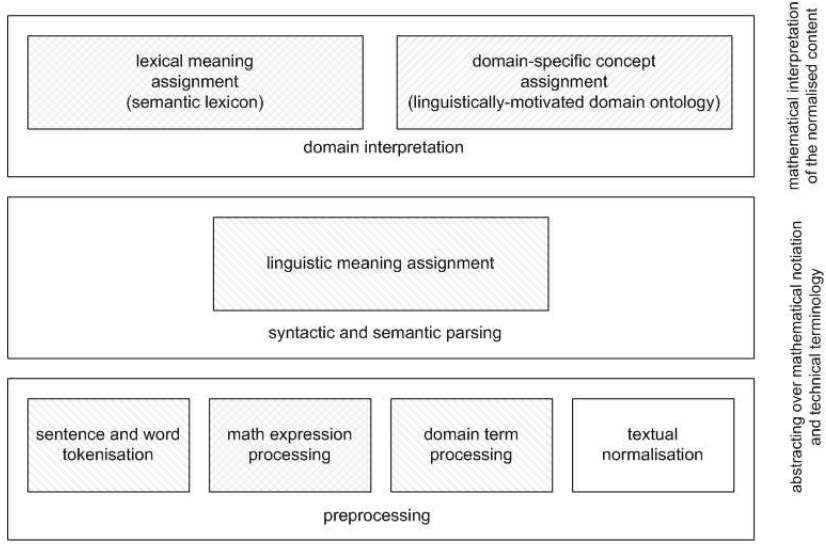 lexical meaning
assignment
(semantic lexicon)
domain-specific concept
assignment
(linguistically-motivated domain ontology)
domain interpretation
mathematical interpretation
of the normalised content
linguistic meaning assignment
syntactic and semantic parsing
abstracting over mathematical notiation
and technical terminology
sentence and word
tokenisation
math expression
processing
domain term
processing
textual
normalisation
preprocessing